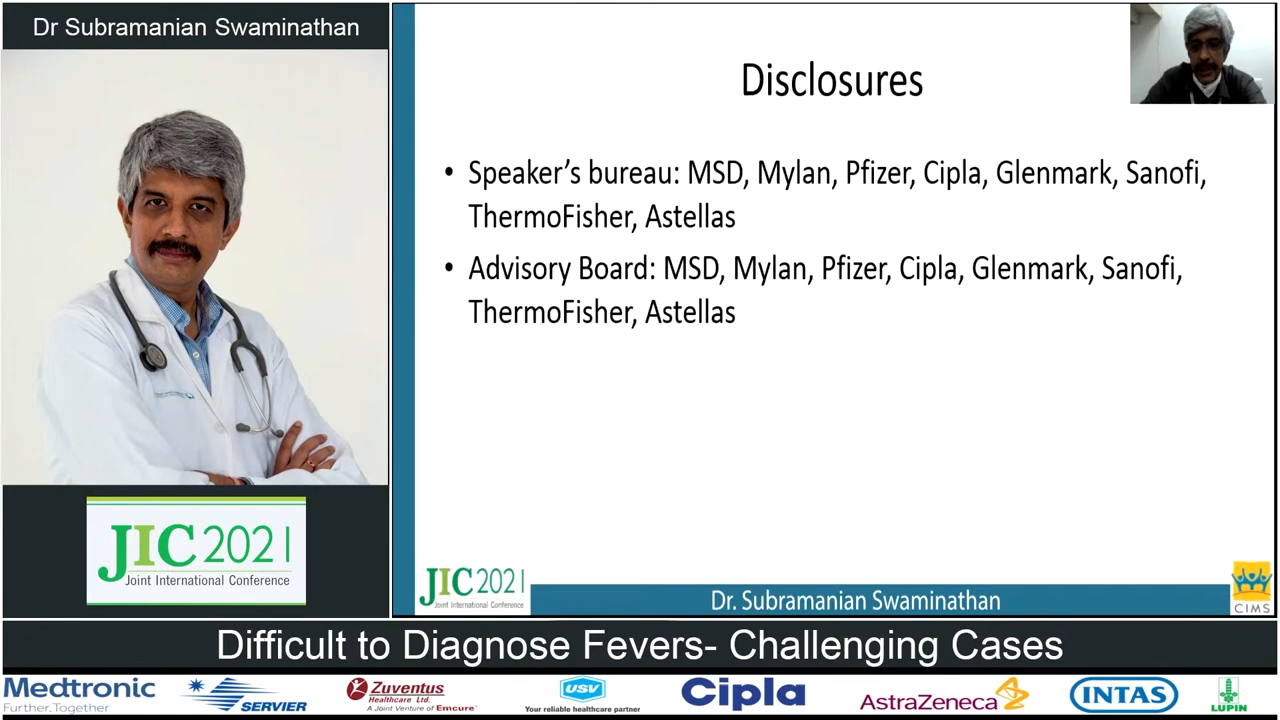 Dr Subramanian Swaminathan
Disclosures
• Speaker’s bureau: MSD, Mylan, Pfizer, Cipla, Glenmark, Sanofi,
ThermoFisher, Astellas
• Advisory Board: MSD, Mylan, Pfizer, Cipla, Glenmark, Sanofi,
ThermoFisher, Astellas
JIC 2021
Joint International Conference
JIC 2021
Joint International Conference
Dr. Subramanian Swaminathan
CIMS
Difficult to Diagnose Fevers- Challenging Cases
Medtronic
Further, Together
SERVIER
Zuventus
Healthcare Ltd.
A Joint Venture of Emcure
USV
Your reliable healthcare partner
Cipla
AstraZeneca
INTAS
LUPIN